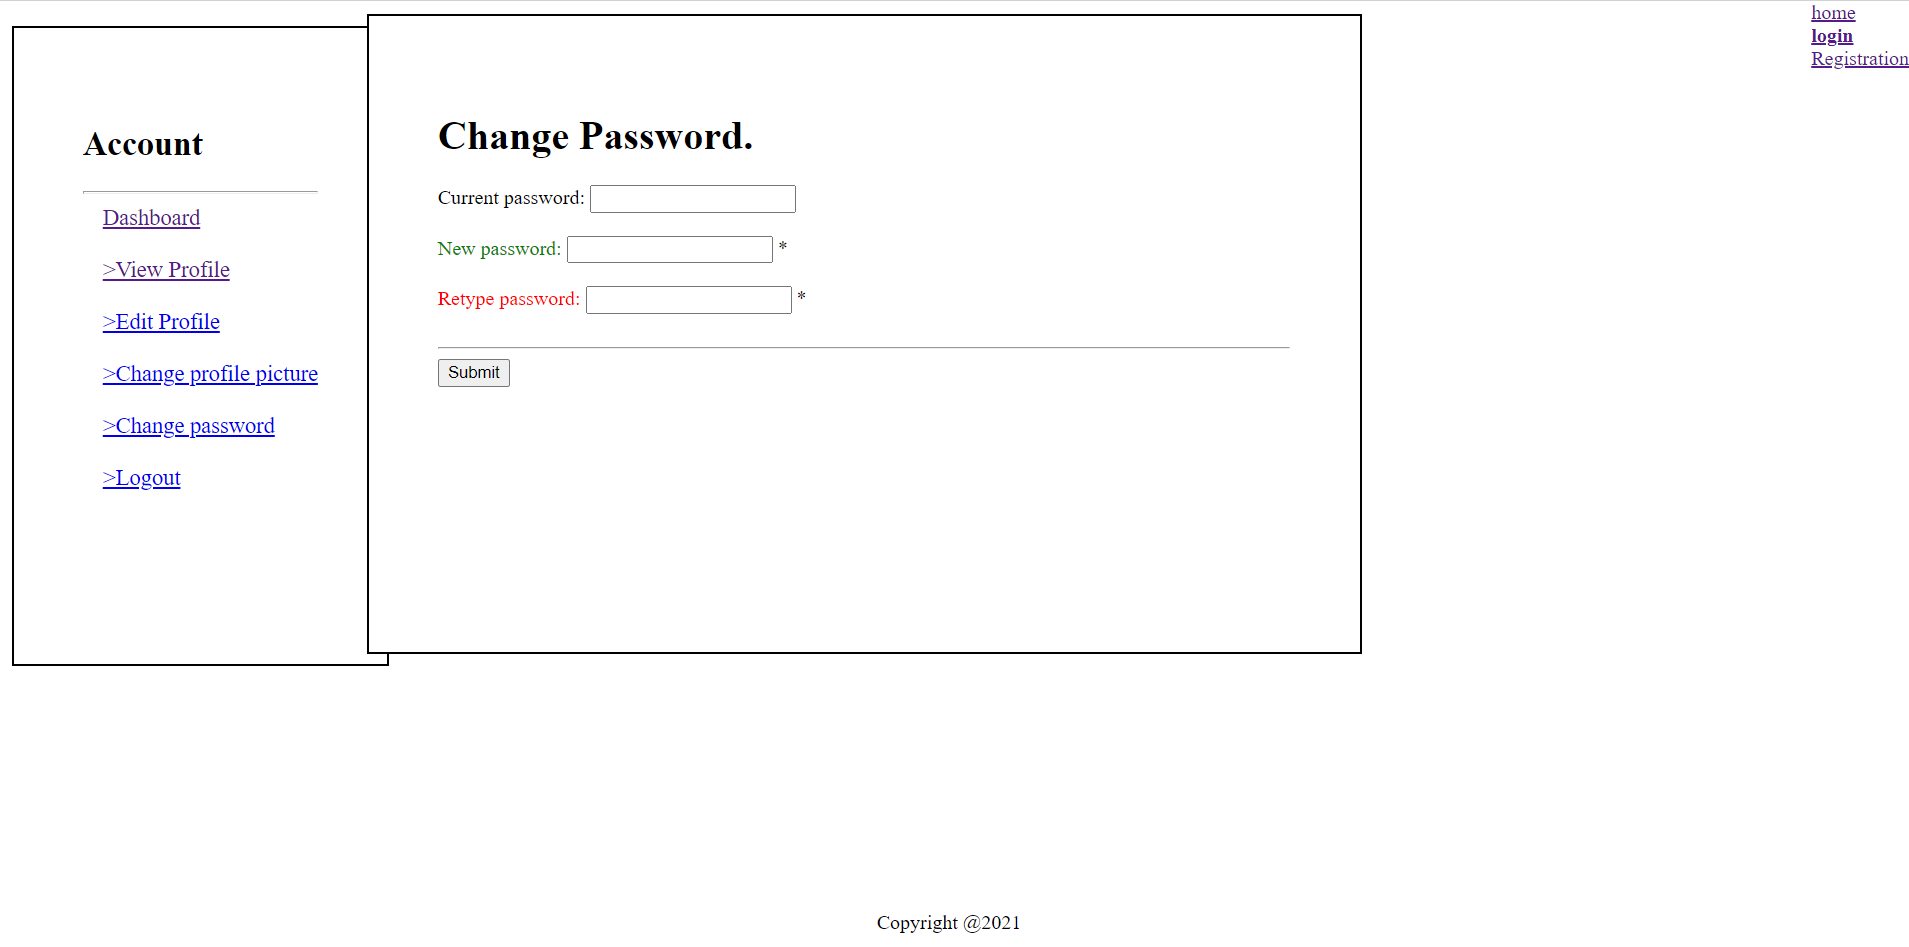 home
login
Registration
Account
Dashboard
>View Profile
>Edit Profile
>Change profile picture
>Change password
>Logout
Change Password.
Current password:
New password: *
Retype password: *
Submit
Copyright @2021